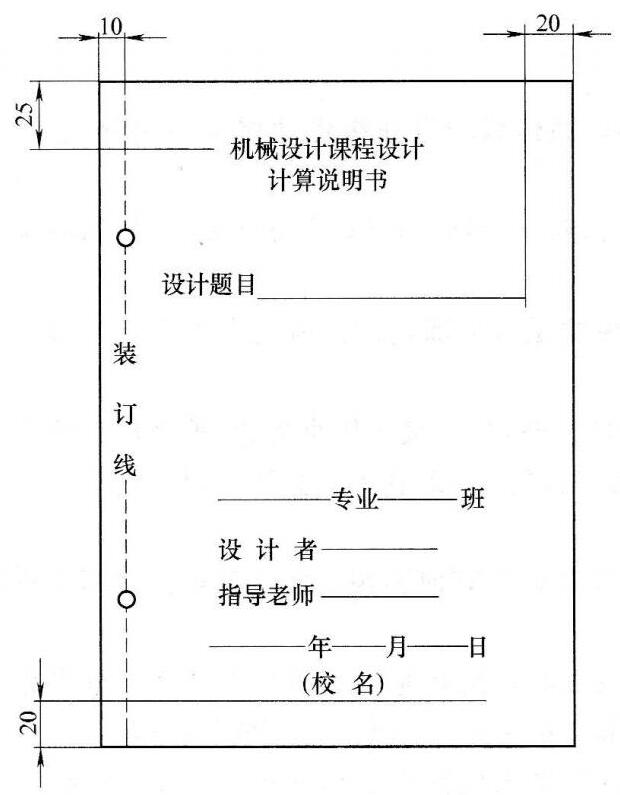 10
20
25
机械设计课程设计
计算说明书
设计题目
装
订
线
专业 班
设 计 者
指导老师
年 月 日
(校 名)
20